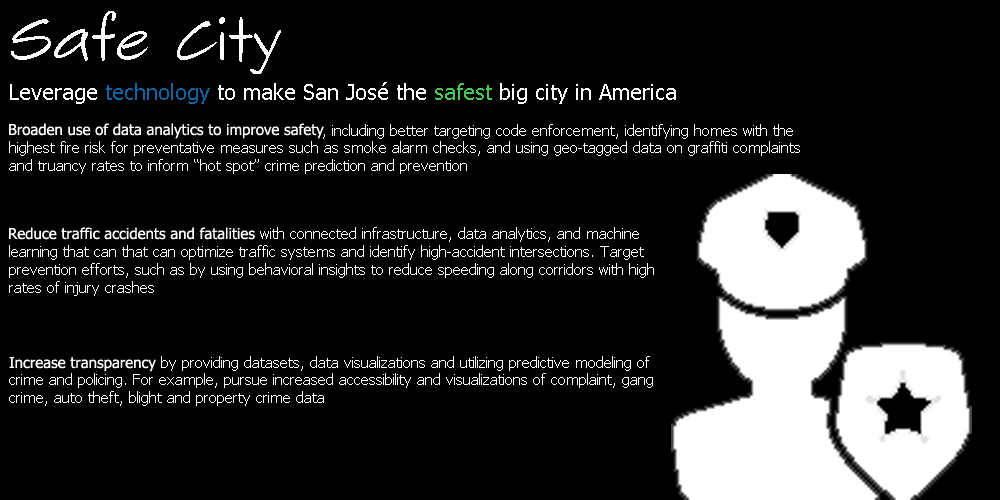 Safe City
Leverage technology to make San José the safest big city in America
Broaden use of data analytics to improve safety, including better targeting code enforcement, identifying homes with the
highest fire risk for preventative measures such as smoke alarm checks, and using geo-tagged data on graffiti complaints
and truancy rates to inform “hot spot” crime prediction and prevention
Reduce traffic accidents and fatalities with connected infrastructure, data analytics, and machine
learning that can that can optimize traffic systems and identify high-accident intersections. Target
prevention efforts, such as by using behavioral insights to reduce speeding along corridors with high
rates of injury crashes
Increase transparency by providing datasets, data visualizations and utilizing predictive modeling of
crime and policing. For example, pursue increased accessibility and visualizations of complaint, gang
crime, auto theft, blight and property crime data